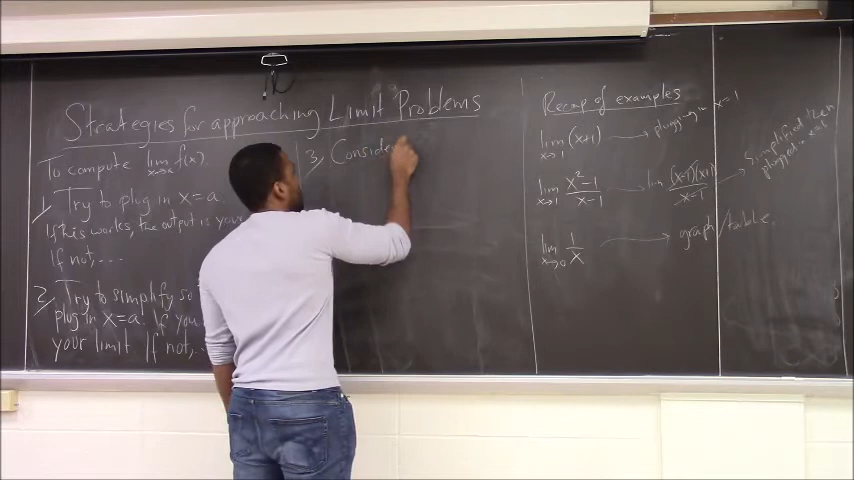 Strategies for approaching Limit Problems
To compute lim x→a f(x)
1, Try to plug in x=a.
If this works, the output is your
If not, ...
2, Try to simplify so
plug in x=a. If you
your limit. If not, ..
3, Conside
Recap of examples
lim x→1 (x+1) → plugging in x=1
lim x→1 x²-1/x-1 → lim (x-1)(x+1)/x-1 → Simplified then
plugged in
lim x→0 1/x → graph/table.